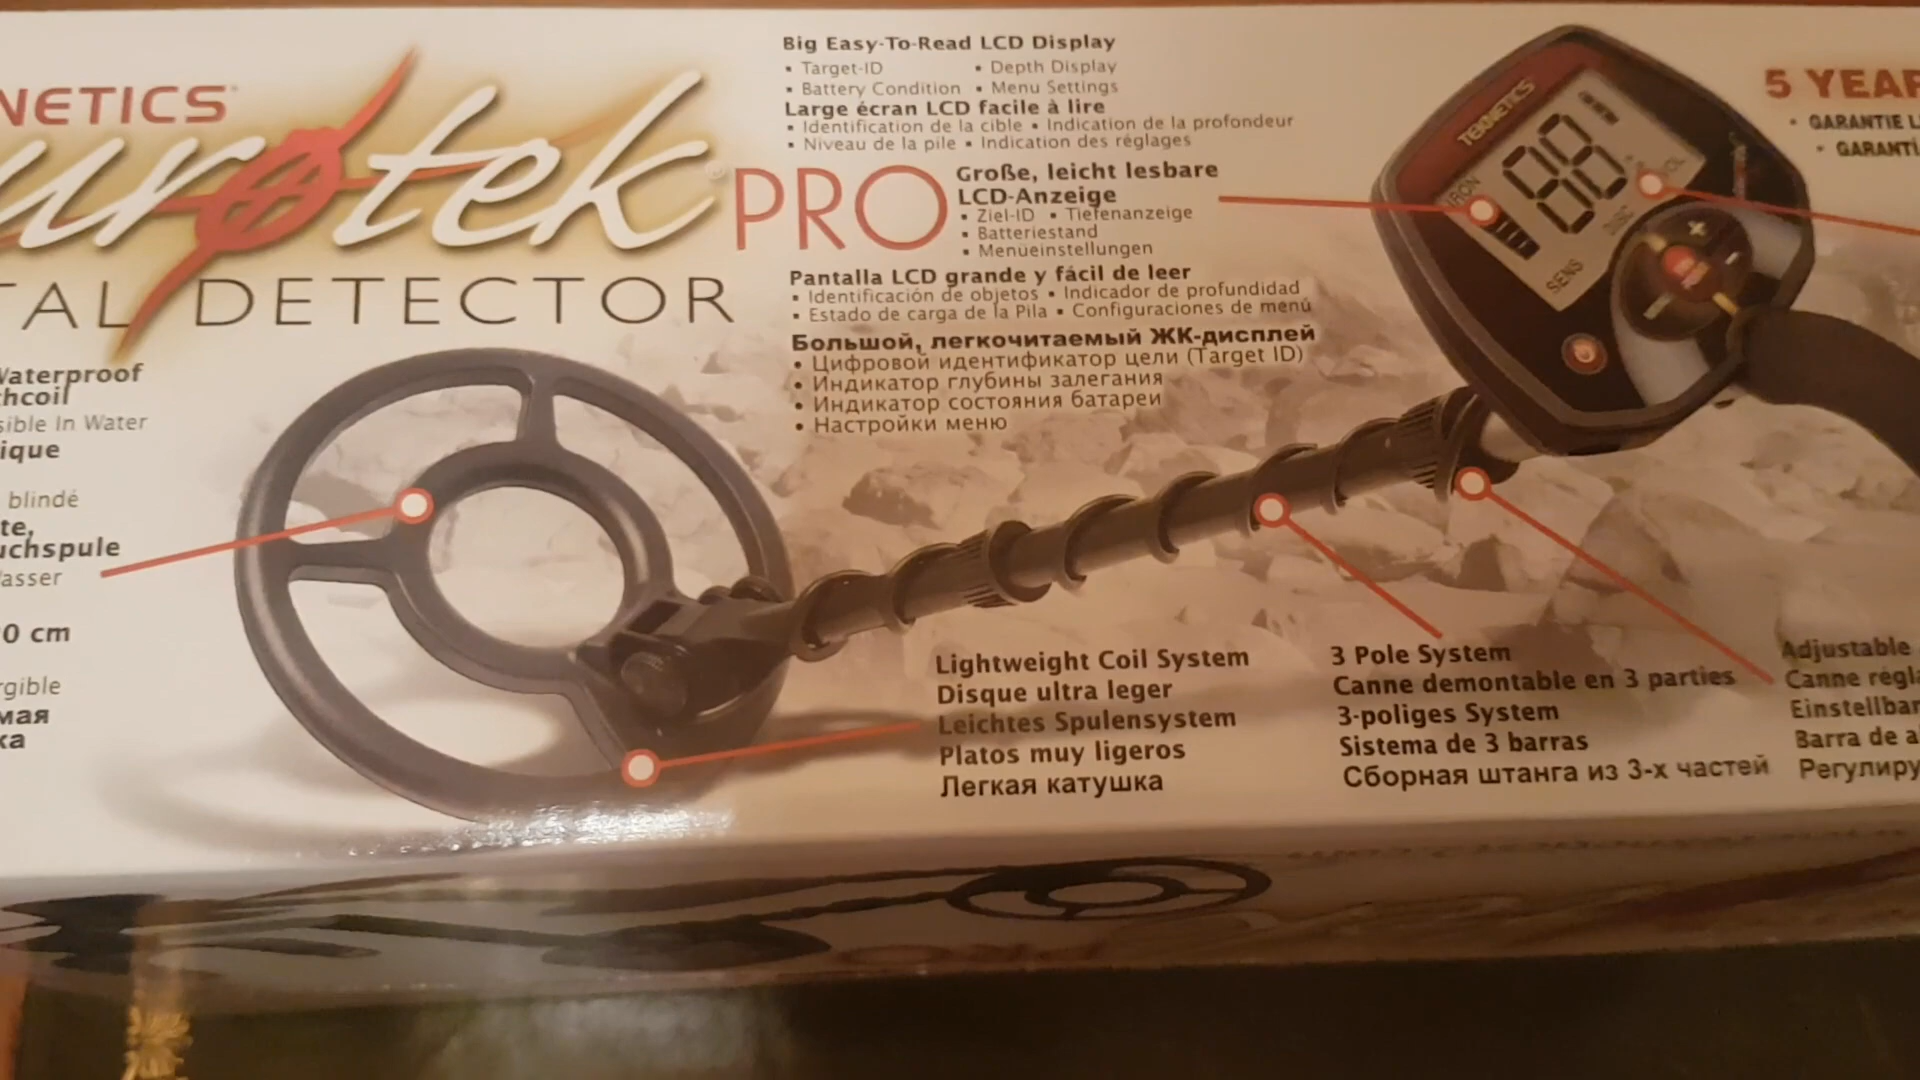 NETICS
urotek PRO
TAL DETECTOR
Big Easy-To-Read LCD Display
▪ Target-ID ▪ Depth Display
▪ Battery Condition ▪ Menu Settings
Large écran LCD facile à lire
▪ Identification de la cible ▪ Indication de la profondeur
▪ Niveau de la pile ▪ Indication des réglages
Große, leicht lesbare
LCD-Anzeige
▪ Ziel-ID ▪ Tiefenanzeige
▪ Batteriestand
▪ Menüeinstellungen
Pantalla LCD grande y fácil de leer
▪ Identificación de objetos ▪ Indicador de profundidad
▪ Estado de carga de la Pila ▪ Configuraciones de menú
Большой, легкочитаемый ЖК-дисплей
• Цифровой идентификатор цели (Target ID)
• Индикатор глубины залегания
• Индикатор состояния батареи
• Настройки меню
TEKNETICS
IRON
VOL
DISC
SENS
5 YEAR
• GARANTIE L
• GARANTÍ
Waterproof
hcoil
sible In Water
ique
blindé
te,
uchspule
Wasser
0 cm
rgible
мая
ка
Lightweight Coil System
Disque ultra leger
Leichtes Spulensystem
Platos muy ligeros
Легкая катушка
3 Pole System
Canne demontable en 3 parties
3-poliges System
Sistema de 3 barras
Сборная штанга из 3-х частей
Adjustable
Canne régla
Einstellbar
Barra de a
Регулиру